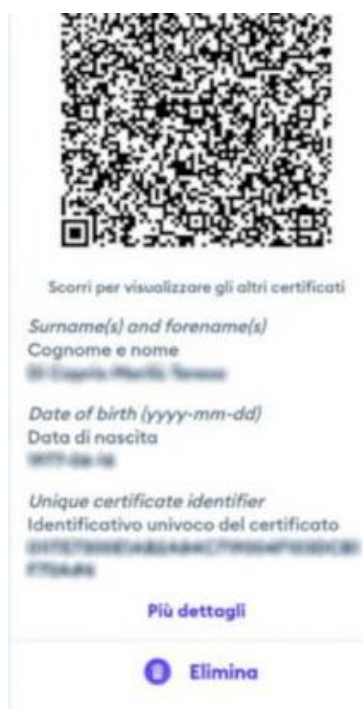 Scorri per visualizzare gli altri certificati
Surname(s) and forename(s)
Cognome e nome
Date of birth (yyyy-mm-dd)
Data di nascita
Unique certificate identifier
Identificativo univoco del certificato
Più dettagli
Elimina